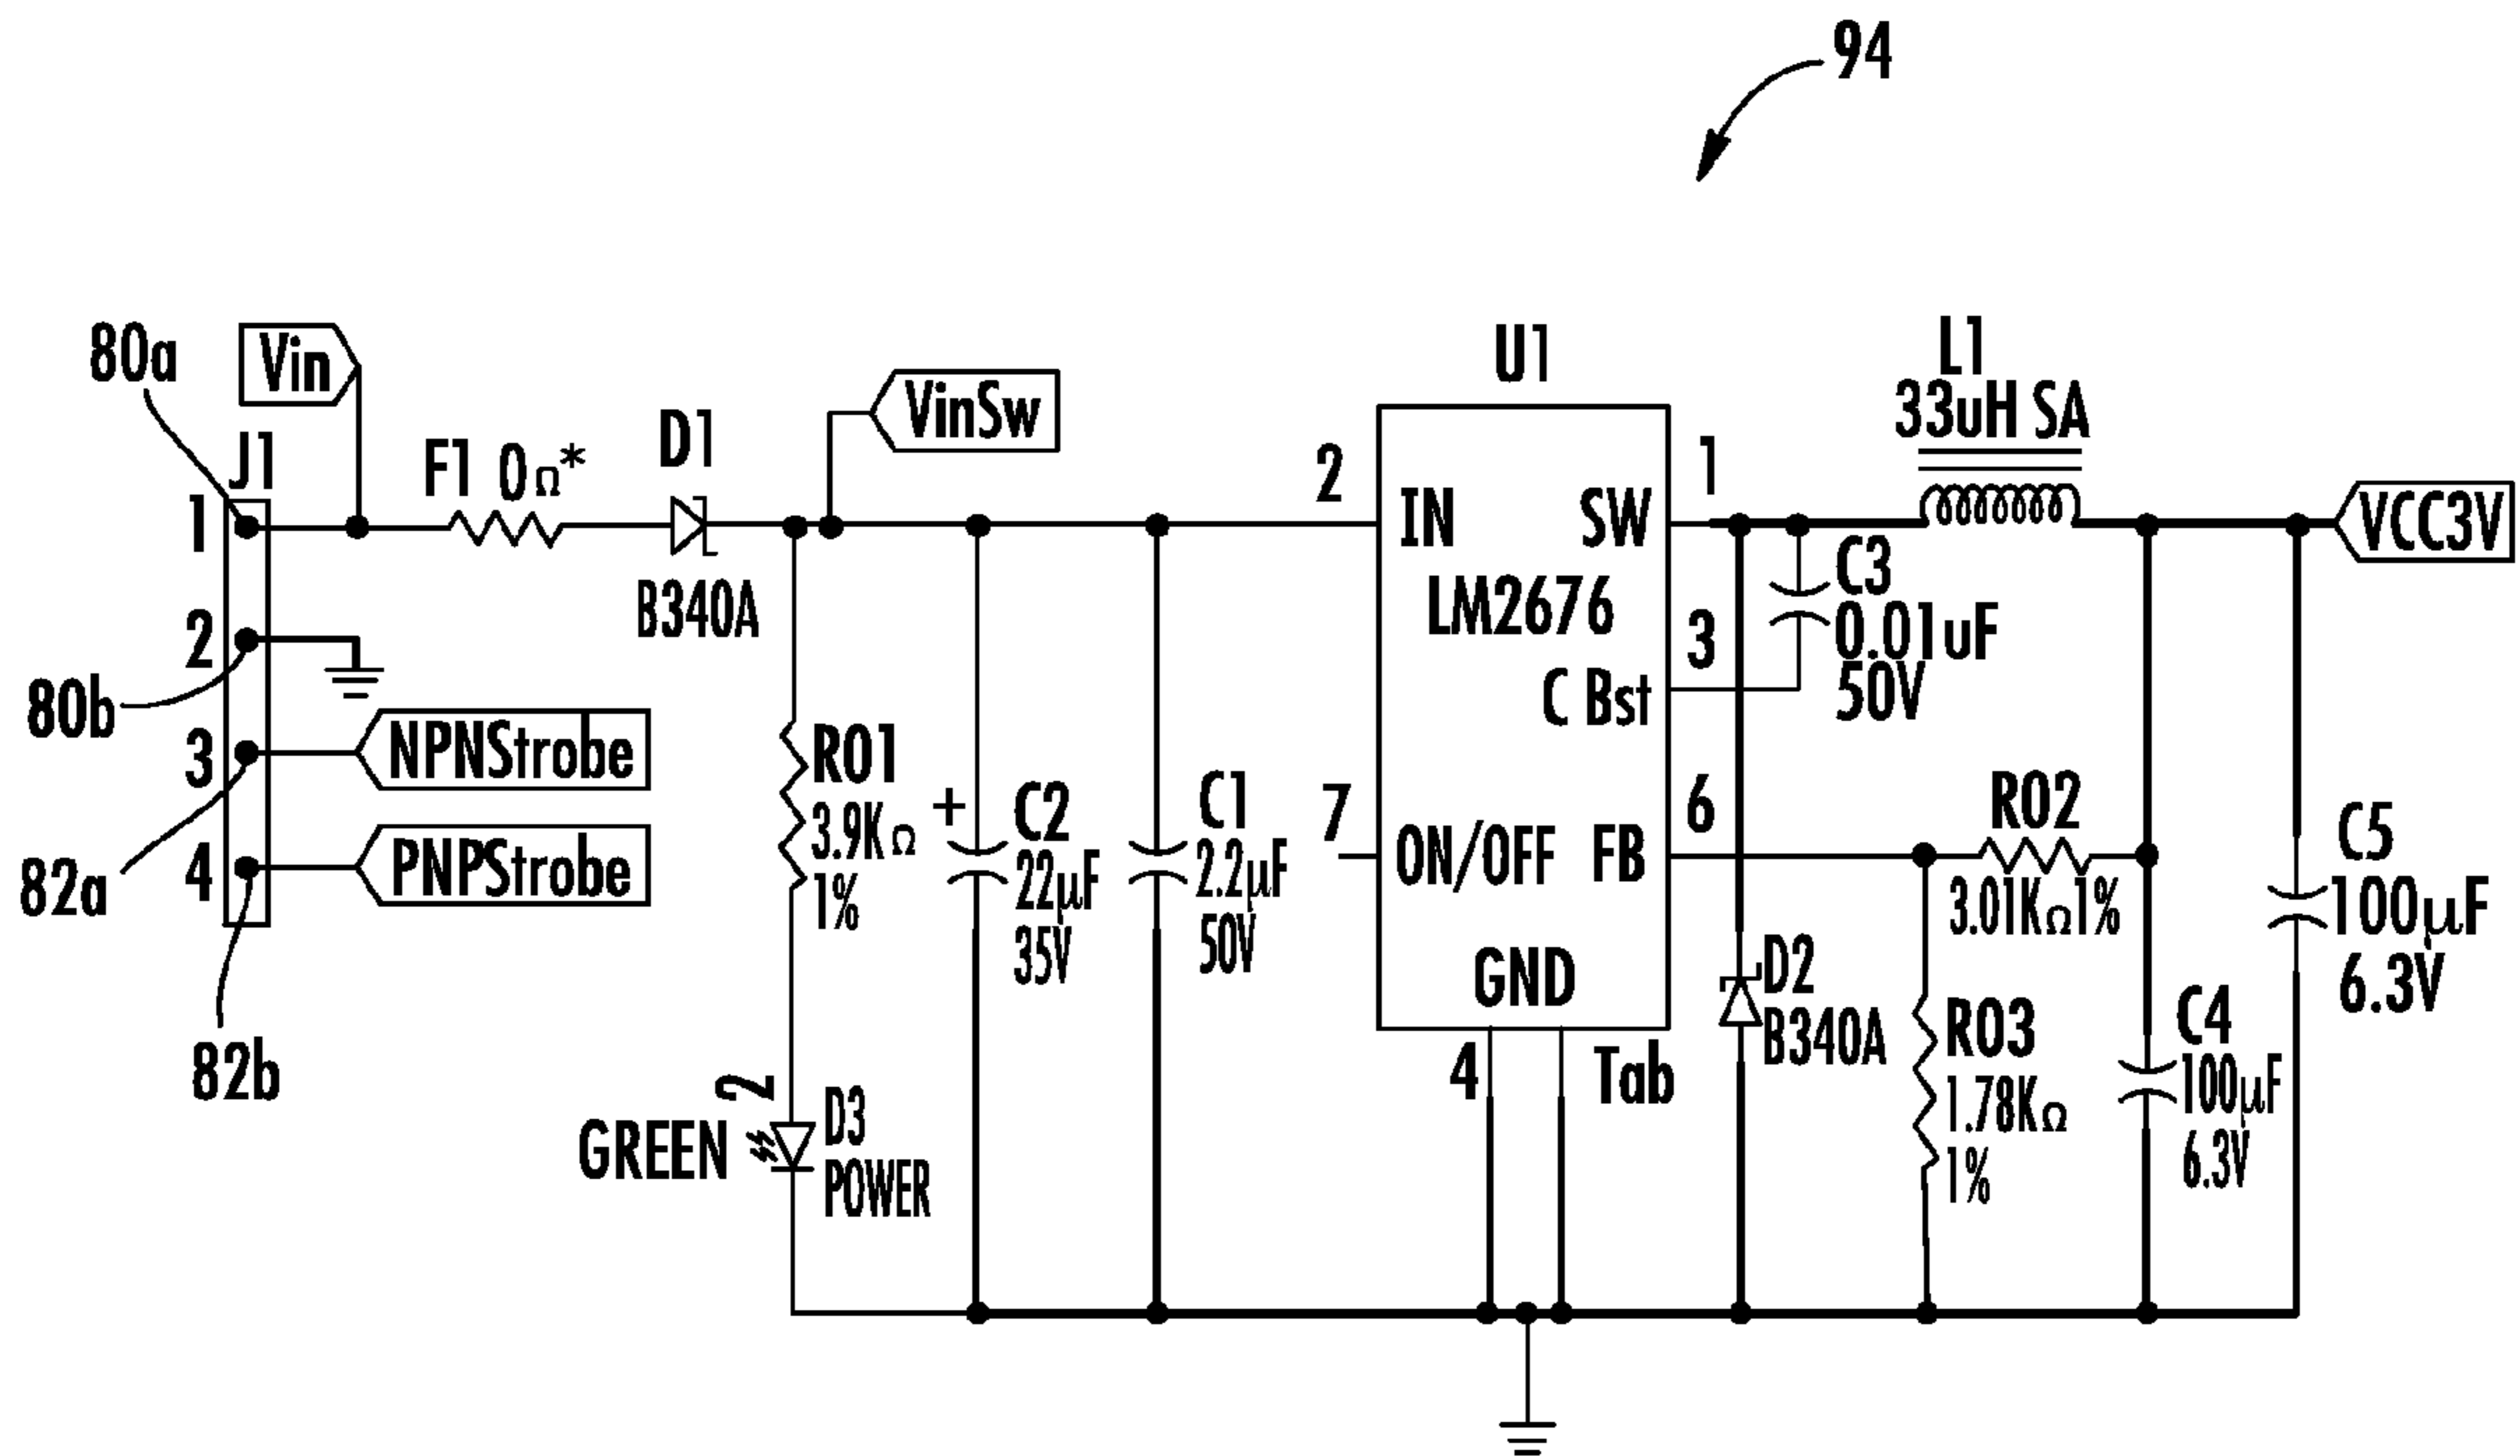 94
80a
Vin
J1
1
2
80b
3
82a
4
82b
NPNStrobe
PNPStrobe
F1 0Ω*
D1
B340A
VinSw
R01
3.9KΩ
1%
2
GREEN
D3
POWER
+
C2
22µF
35V
C1
2.2µF
50V
U1
2
IN
SW
1
LM2676
3
C Bst
7
ON/OFF
FB
6
GND
4
Tab
L1
33uH SA
VCC3V
C3
0.01uF
50V
D2
B340A
R02
3.01KΩ1%
R03
1.78KΩ
1%
C4
100µF
6.3V
C5
100µF
6.3V